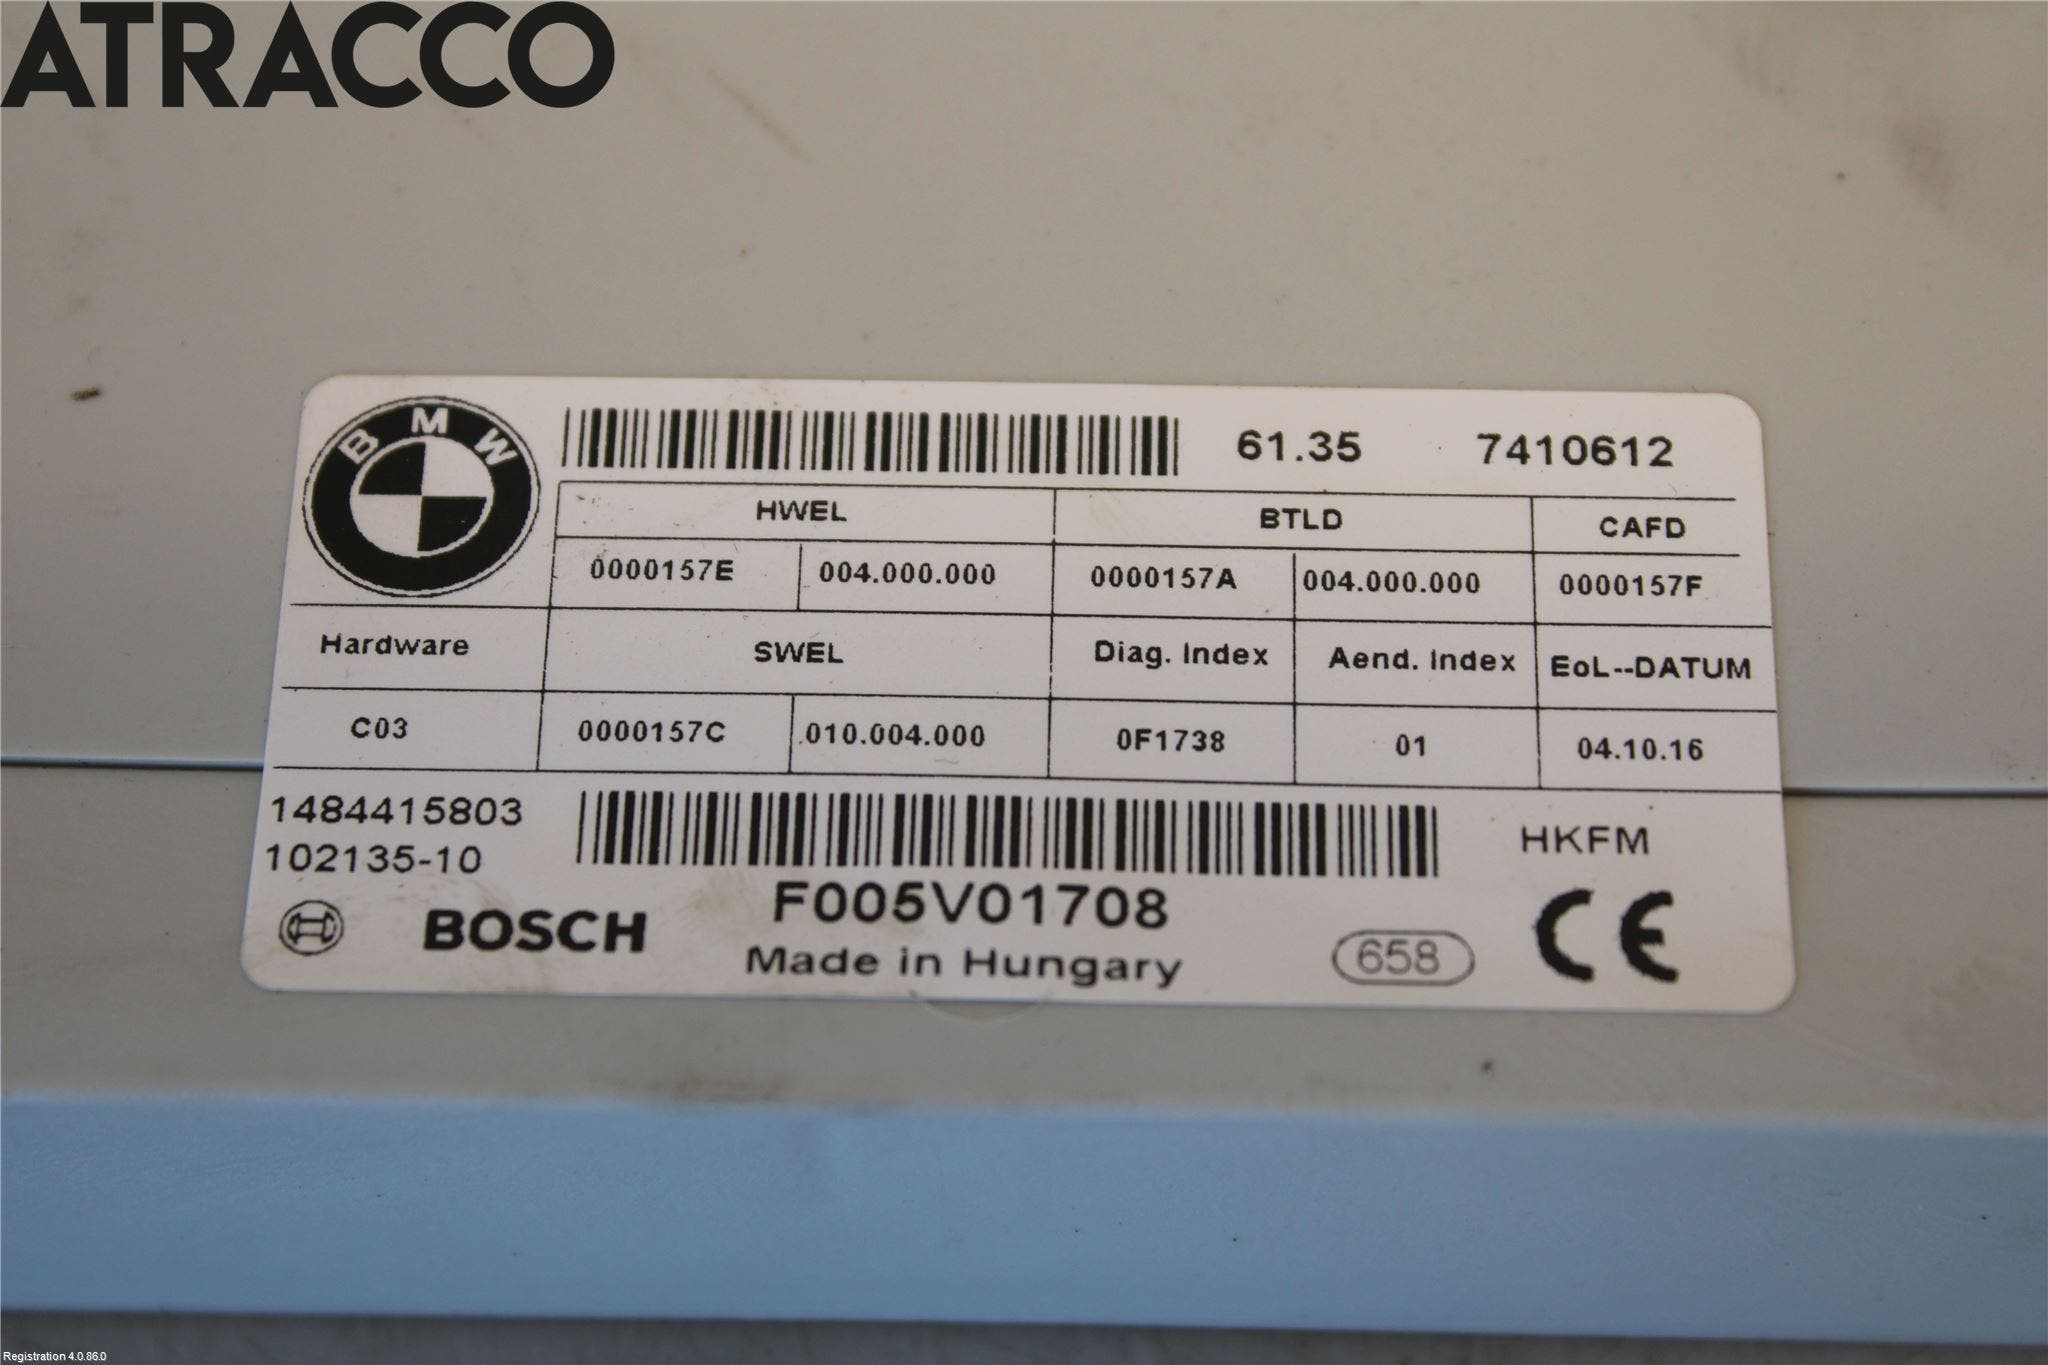 ATRACCO
BMW
61.35 7410612
HWEL BTLD CAFD
0000157E 004.000.000 0000157A 004.000.000 0000157F
Hardware SWEL Diag. Index Aend. Index EoL--DATUM
C03 0000157C 010.004.000 0F1738 01 04.10.16
1484415803
102135-10
HKFM
F005V01708
BOSCH
Made in Hungary
658
CE
Registration 4.0.86.0